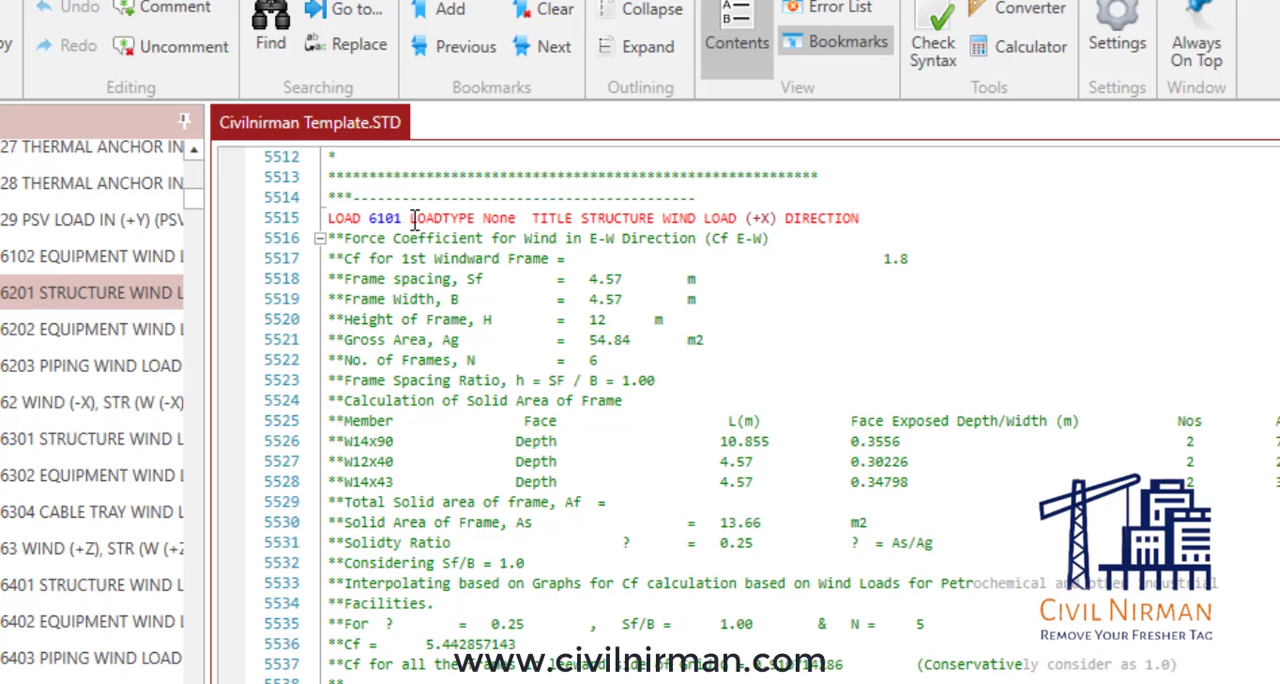 Undo Comment Go to... Add Clear Collapse Error List Converter
Redo Uncomment Find Replace Previous Next Expand Contents Bookmarks Check Syntax Calculator Settings Always On Top
Editing Searching Bookmarks Outlining View Tools Settings Window
Civilnirman Template.STD
27 THERMAL ANCHOR IN
28 THERMAL ANCHOR IN
29 PSV LOAD IN (+Y) (PSV
6102 EQUIPMENT WIND L
6201 STRUCTURE WIND L
6202 EQUIPMENT WIND L
6203 PIPING WIND LOAD
62 WIND (-X), STR (W (-X)
6301 STRUCTURE WIND L
6302 EQUIPMENT WIND L
6304 CABLE TRAY WIND L
63 WIND (+Z), STR (W (+Z
6401 STRUCTURE WIND L
6402 EQUIPMENT WIND L
6403 PIPING WIND LOAD
5512 *
5513 ************************************************************
5514 ***------------------------------------------
5515 LOAD 6101 LOADTYPE None TITLE STRUCTURE WIND LOAD (+X) DIRECTION
5516 **Force Coefficient for Wind in E-W Direction (Cf E-W)
5517 **Cf for 1st Windward Frame = 1.8
5518 **Frame spacing, Sf = 4.57 m
5519 **Frame Width, B = 4.57 m
5520 **Height of Frame, H = 12 m
5521 **Gross Area, Ag = 54.84 m2
5522 **No. of Frames, N = 6
5523 **Frame Spacing Ratio, h = SF / B = 1.00
5524 **Calculation of Solid Area of Frame
5525 **Member Face L(m) Face Exposed Depth/Width (m) Nos
5526 **W14x90 Depth 10.855 0.3556 2
5527 **W12x40 Depth 4.57 0.30226 2
5528 **W14x43 Depth 4.57 0.34798 2
5529 **Total Solid area of frame, Af =
5530 **Solid Area of Frame, As = 13.66 m2
5531 **Solidty Ratio ? = 0.25 ? = As/Ag
5532 **Considering Sf/B = 1.0
5533 **Interpolating based on Graphs for Cf calculation based on Wind Loads for Petrochemical and other industrial
5534 **Facilities.
5535 **For ? = 0.25 , Sf/B = 1.00 & N = 5
5536 **Cf = 5.442857143
5537 **Cf for all the frames leeward side of Grid = 0.910714286 (Conservatively consider as 1.0)
5538 **
CIVIL NIRMAN
REMOVE YOUR FRESHER TAG
www.civilnirman.com